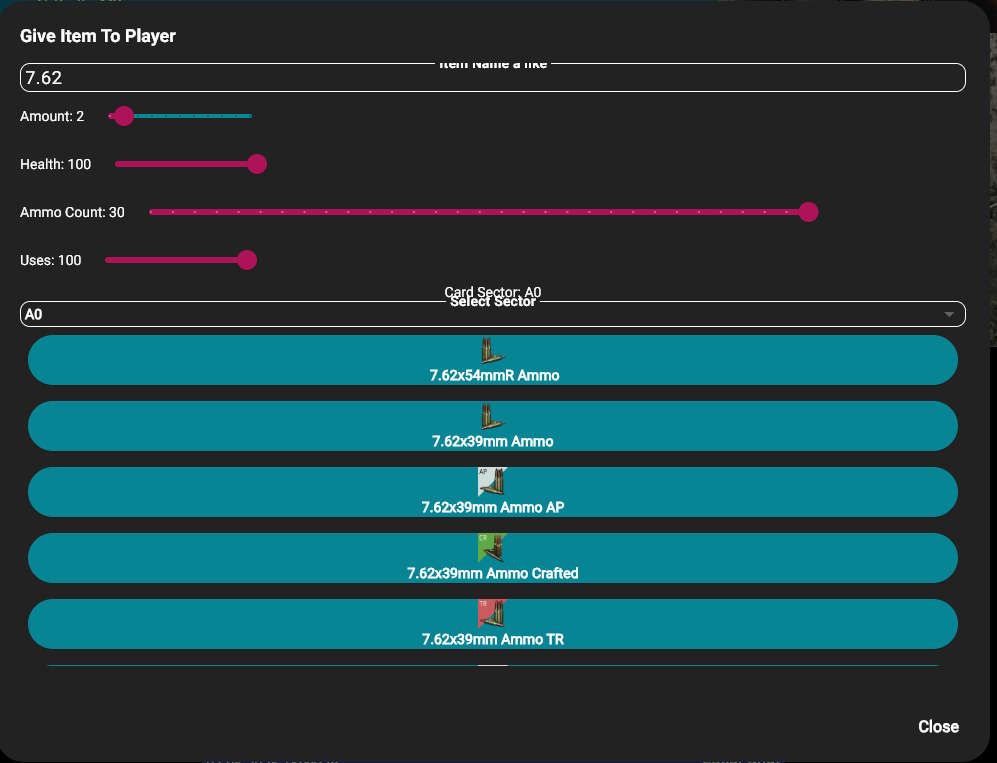 Give Item To Player
Item Name a like
7.62
Amount: 2
Health: 100
Ammo Count: 30
Uses: 100
Card Sector: A0
Select Sector
A0
7.62x54mmR Ammo
7.62x39mm Ammo
AP
7.62x39mm Ammo AP
CR
7.62x39mm Ammo Crafted
TR
7.62x39mm Ammo TR
Close